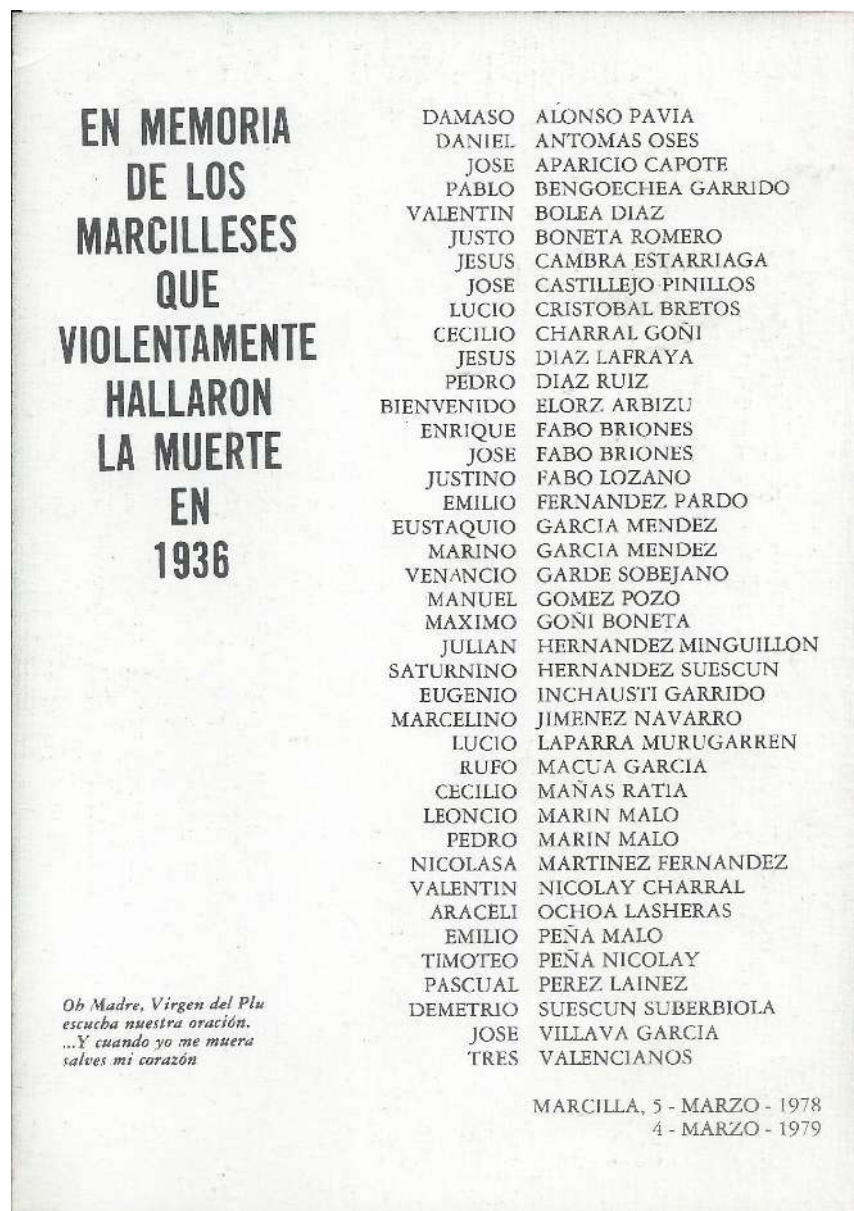 EN MEMORIA
DE LOS
MARCILLESES
QUE
VIOLENTAMENTE
HALLARON
LA MUERTE
EN
1936
DAMASO ALONSO PAVIA
DANIEL ANTOMAS OSES
JOSE APARICIO CAPOTE
PABLO BENGOECHEA GARRIDO
VALENTIN BOLEA DIAZ
JUSTO BONETA ROMERO
JESUS CAMBRA ESTARRIAGA
JOSE CASTILLEJO PINILLOS
LUCIO CRISTOBAL BRETOS
CECILIO CHARRAL GOÑI
JESUS DIAZ LAFRAYA
PEDRO DIAZ RUIZ
BIENVENIDO ELORZ ARBIZU
ENRIQUE FABO BRIONES
JOSE FABO BRIONES
JUSTINO FABO LOZANO
EMILIO FERNANDEZ PARDO
EUSTAQUIO GARCIA MENDEZ
MARINO GARCIA MENDEZ
VENANCIO GARDE SOBEJANO
MANUEL GOMEZ POZO
MAXIMO GOÑI BONETA
JULIAN HERNANDEZ MINGUILLON
SATURNINO HERNANDEZ SUESCUN
EUGENIO INCHAUSTI GARRIDO
MARCELINO JIMENEZ NAVARRO
LUCIO LAPARRA MURUGARREN
RUFO MACUA GARCIA
CECILIO MAÑAS RATIA
LEONCIO MARIN MALO
PEDRO MARIN MALO
NICOLASA MARTINEZ FERNANDEZ
VALENTIN NICOLAY CHARRAL
ARACELI OCHOA LASHERAS
EMILIO PEÑA MALO
TIMOTEO PEÑA NICOLAY
PASCUAL PEREZ LAINEZ
DEMETRIO SUESCUN SUBERBIOLA
JOSE VILLAVA GARCIA
TRES VALENCIANOS
Oh Madre, Virgen del Plu
escucha nuestra oración.
...Y cuando yo me muera
salves mi corazón
MARCILLA, 5 - MARZO - 1978
4 - MARZO - 1979